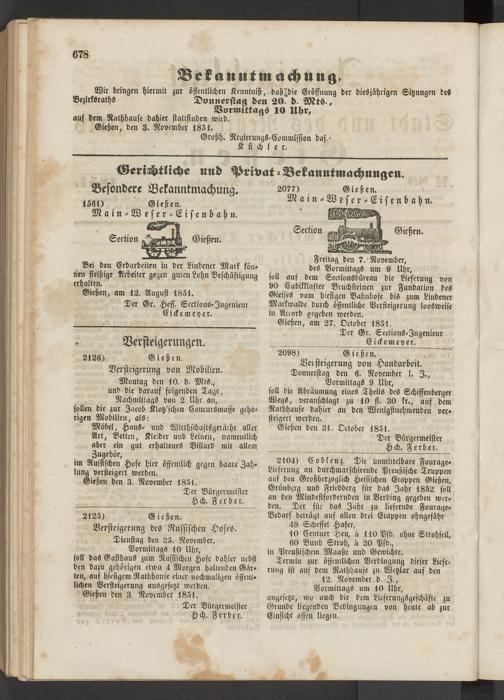 678
Bekanntmachung.
Wir bringen hiermit zur öffentlichen Kenntniß, daß die Eröffnung der diesjährigen Sitzungen des
Bezirksraths Donnerstag den 20. d. Mts.,
Vormittags 10 Uhr,
auf dem Rathhause dahier stattfinden wird.
Gießen, den 3. November 1851.
Großh. Regierungs-Commission das.
Küchler.
Gerichtliche und Privat-Bekanntmachungen.
Besondere Bekanntmachung.
1561) Gießen.
Main-Weser-Eisenbahn.
Section Gießen.
Bei den Erdarbeiten in der Lindener Mark kön-
nen fleißige Arbeiter gegen guten Lohn Beschäftigung
erhalten.
Gießen, am 12. August 1851.
Der Gr. Hess. Sections-Ingenieur
Eickemeyer.
Versteigerungen.
2126) Gießen.
Versteigerung von Mobilien.
Montag den 10. d. Mts.,
und die darauf folgenden Tage,
Nachmittags von 2 Uhr an,
sollen die zur Jacob Klotz'schen Concursmasse gehö-
rigen Mobilien, als:
Möbel, Haus- und Wirthschaftsgeräthe aller
Art, Betten, Kleider und Leinen, namentlich
aber ein gut erhaltenes Billard mit allem
Zugehör,
im Russischen Hofe hier öffentlich gegen baare Zah-
lung versteigert werden.
Gießen den 3. November 1851.
Der Bürgermeister
Hch. Ferber.
2125) Gießen.
Versteigerung des Russischen Hofes.
Dienstag den 25. November,
Vormittags 10 Uhr,
soll das Gasthaus zum Russischen Hofe dahier nebst
den dazu gehörigen etwa 4 Morgen haltenden Gär-
ten, auf hiesigem Rathhause einer nochmaligen öffent-
lichen Versteigerung ausgesetzt werden.
Gießen den 3. November 1851.
Der Bürgermeister
Hch. Ferber.
2077) Gießen.
Main-Weser-Eisenbahn.
Section Gießen.
Freitag den 7. November,
des Vormittags um 9 Uhr,
soll auf dem Sectionsbüreau die Lieferung von
90 Cubikklafter Bruchsteinen zur Fundation des
Gleises vom hiesigen Bahnhofe bis zum Lindener
Markwalde durch öffentliche Versteigerung looseweise
in Accord gegeben werden.
Gießen, am 27. October 1851.
Der Gr. Sections-Ingenieur
Eickemeyer.
2098) Gießen.
Versteigerung von Handarbeit.
Donnerstag den 6. November l. J.,
Vormittags 9 Uhr,
soll die Abräumung eines Theils des Schiffenberger
Wegs, veranschlagt zu 10 fl. 30 kr., auf dem
Rathhause dahier an den Wenigstnehmenden ver-
steigert werden.
Gießen den 31. October 1851.
Der Bürgermeister
Hch. Ferber.
2104) Coblenz. Die unmittelbare Fourage-
Lieferung an durchmarschirende Preußische Truppen
auf den Großherzoglich Hessischen Etappen Gießen,
Grünberg und Friedberg für das Jahr 1852 soll
an den Mindestfordernden in Verding gegeben wer-
den. Der für das Jahr zu liefernde Fourage-
Bedarf beträgt auf allen drei Etappen ohngefähr
48 Scheffel Hafer,
10 Centner Heu, à 110 Pfd. ohne Strohseil,
60 Bund Stroh, à 20 Pfd.,
in Preußischem Maaße und Gewichte.
Termin zur öffentlichen Verdingung dieser Liefe-
rung ist auf dem Rathhause zu Wetzlar auf den
12. November d. J.,
Vormittags um 10 Uhr,
angesetzt, wo auch die dem Lieferungsgeschäfte zu
Grunde liegenden Bedingungen von heute ab zur
Einsicht offen liegen.